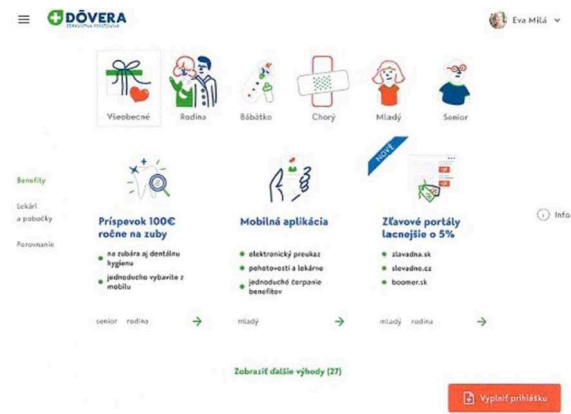 DÔVERA
ZDRAVOTNÁ POISŤOVŇA
Eva Milá
Všeobecné
Rodina
Bábätko
Chorý
Mladý
Senior
Benefity
Lekári
a pobočky
Porovnanie
Príspevok 100€
ročne na zuby
na zubára aj dentálnu
hygienu
jednoducho vybavíte z
mobilu
senior rodina
Mobilná aplikácia
elektronický preukaz
pohotovosti a lekárne
jednoduché čerpanie
benefitov
mladý
NOVÉ
Zľavové portály
lacnejšie o 5%
zlavadna.sk
slevadne.cz
boomer.sk
mladý rodina
Info
Zobraziť ďalšie výhody (27)
Vyplniť prihlášku